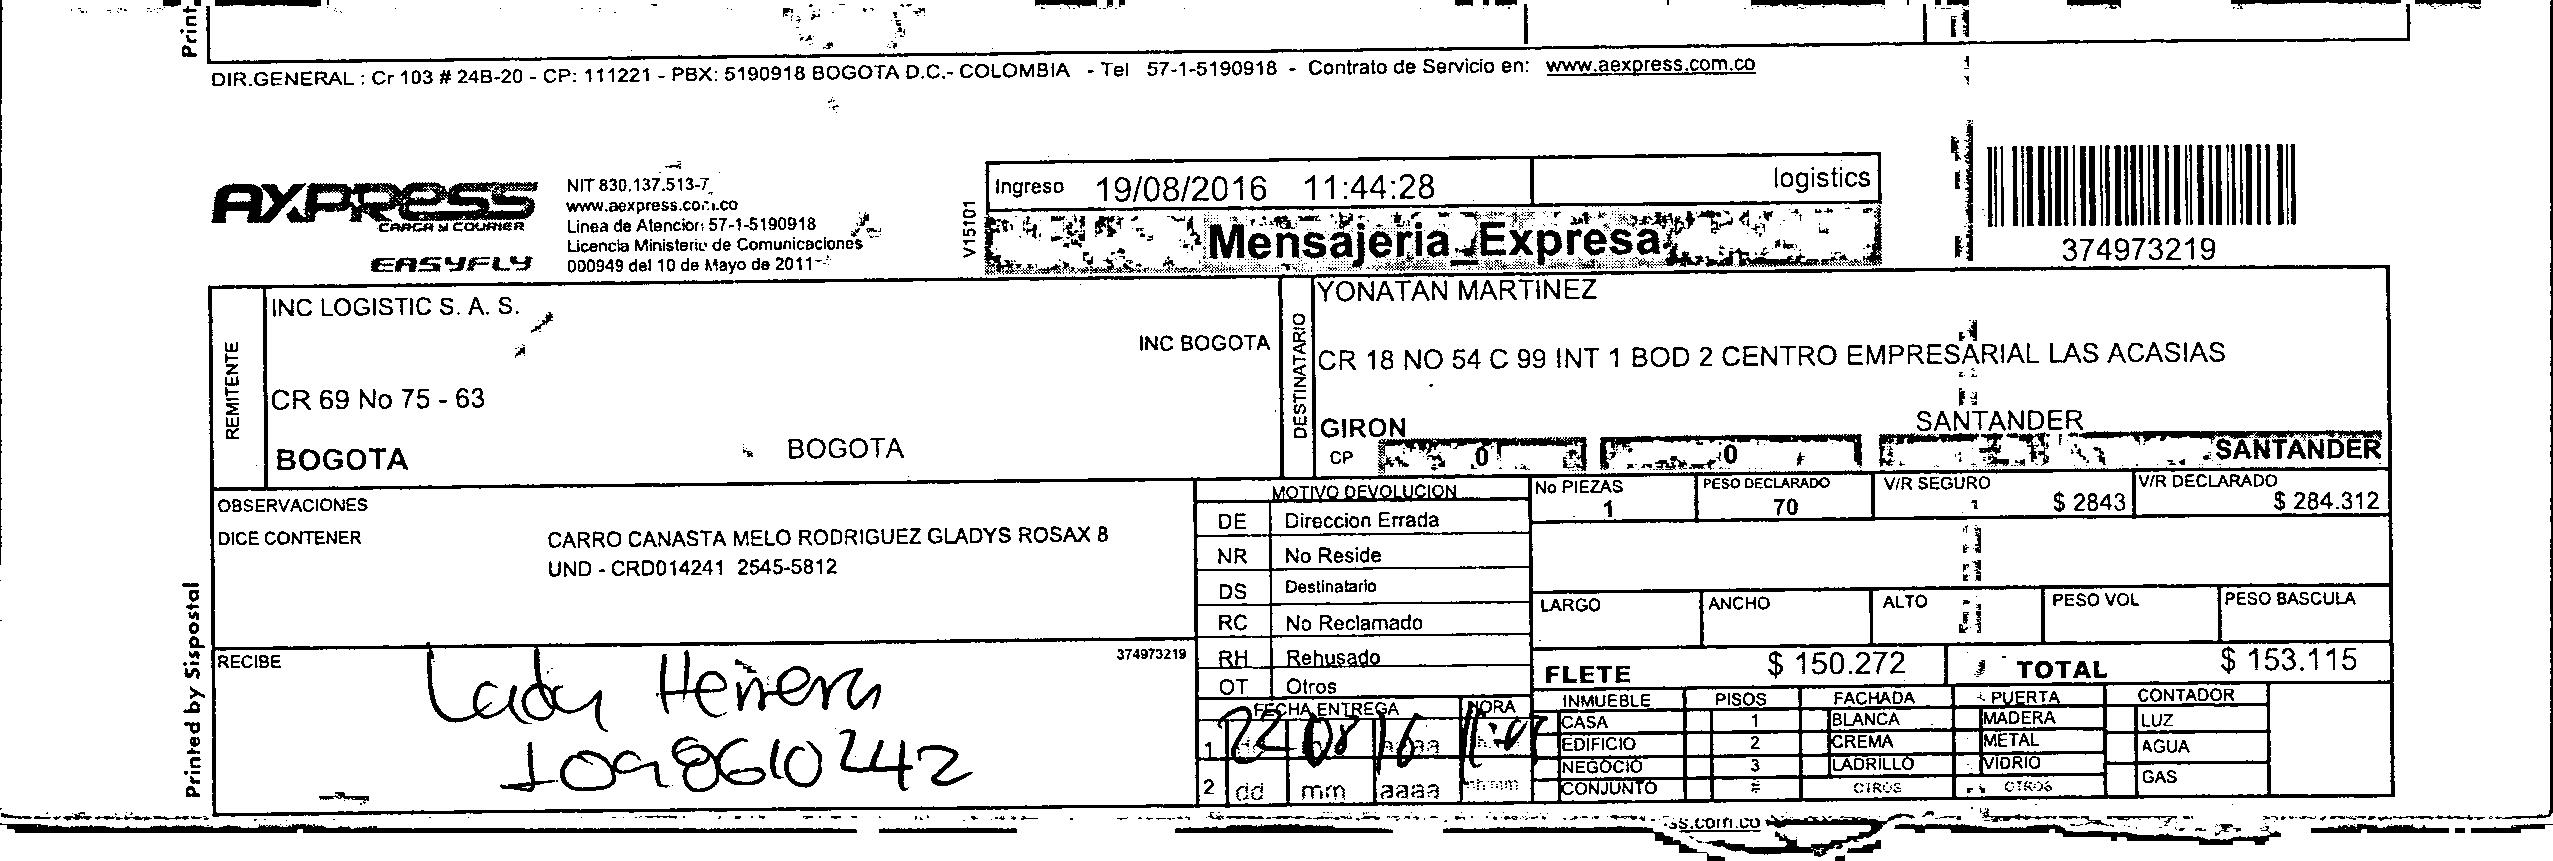 Print
DIR.GENERAL : Cr 103 # 24B-20 - CP: 111221 - PBX: 5190918 BOGOTA D.C.- COLOMBIA - Tel 57-1-5190918 - Contrato de Servicio en: www.aexpress.com.co
AXPRESS
CARGA Y COURIER
EASYFLY
NIT 830.137.513-7
www.aexpress.com.co
Linea de Atencion 57-1-5190918
Licencia Ministerio de Comunicaciones
000949 del 10 de Mayo de 2011
V15101
Ingreso 19/08/2016 11:44:28
logistics
Mensajeria_Expresa
374973219
REMITENTE
INC LOGISTIC S. A. S.
INC BOGOTA
CR 69 No 75 - 63
BOGOTA BOGOTA
DESTINATARIO
YONATAN MARTINEZ
CR 18 NO 54 C 99 INT 1 BOD 2 CENTRO EMPRESARIAL LAS ACASIAS
GIRON SANTANDER
CP 0 0 SANTANDER
OBSERVACIONES
DICE CONTENER
CARRO CANASTA MELO RODRIGUEZ GLADYS ROSAX 8
UND - CRD014241 2545-5812
MOTIVO DEVOLUCION
DE Direccion Errada
NR No Reside
DS Destinatario
RC No Reclamado
RH Rehusado
OT Otros
No PIEZAS
1
PESO DECLARADO
70
V/R SEGURO
$ 2843
V/R DECLARADO
$ 284.312
LARGO ANCHO ALTO PESO VOL PESO BASCULA
FLETE $ 150.272 TOTAL $ 153.115
RECIBE
374973219
Lady Herrera
1098610242
Printed by Sispostal
FECHA ENTREGA HORA
1 22 08 16
2 dd mm aaaa
INMUEBLE PISOS FACHADA PUERTA CONTADOR
CASA 1 BLANCA MADERA LUZ
EDIFICIO 2 CREMA METAL AGUA
NEGOCIO 3 LADRILLO VIDRIO GAS
CONJUNTO OTROS OTROS
ss.com.co